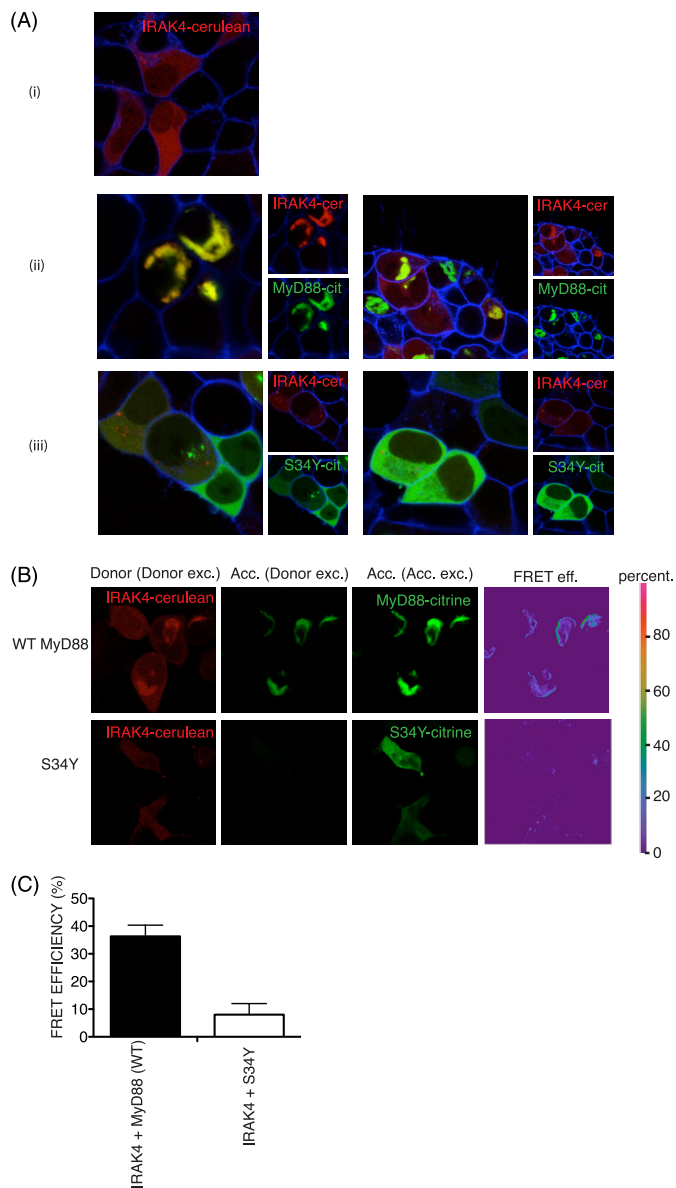 (A)
IRAK4-cerulean
(i)
(ii)
IRAK4-cer
MyD88-cit
IRAK4-cer
MyD88-cit
(iii)
IRAK4-cer
S34Y-cit
IRAK4-cer
S34Y-cit
(B)
Donor (Donor exc.) Acc. (Donor exc.) Acc. (Acc. exc.) FRET eff. percent.
WT MyD88
IRAK4-cerulean
MyD88-citrine
S34Y
IRAK4-cerulean
S34Y-citrine
80
60
40
20
0
(C)
FRET EFFICIENCY (%)
50
40
30
20
10
0
IRAK4 + MyD88 (WT)
IRAK4 + S34Y